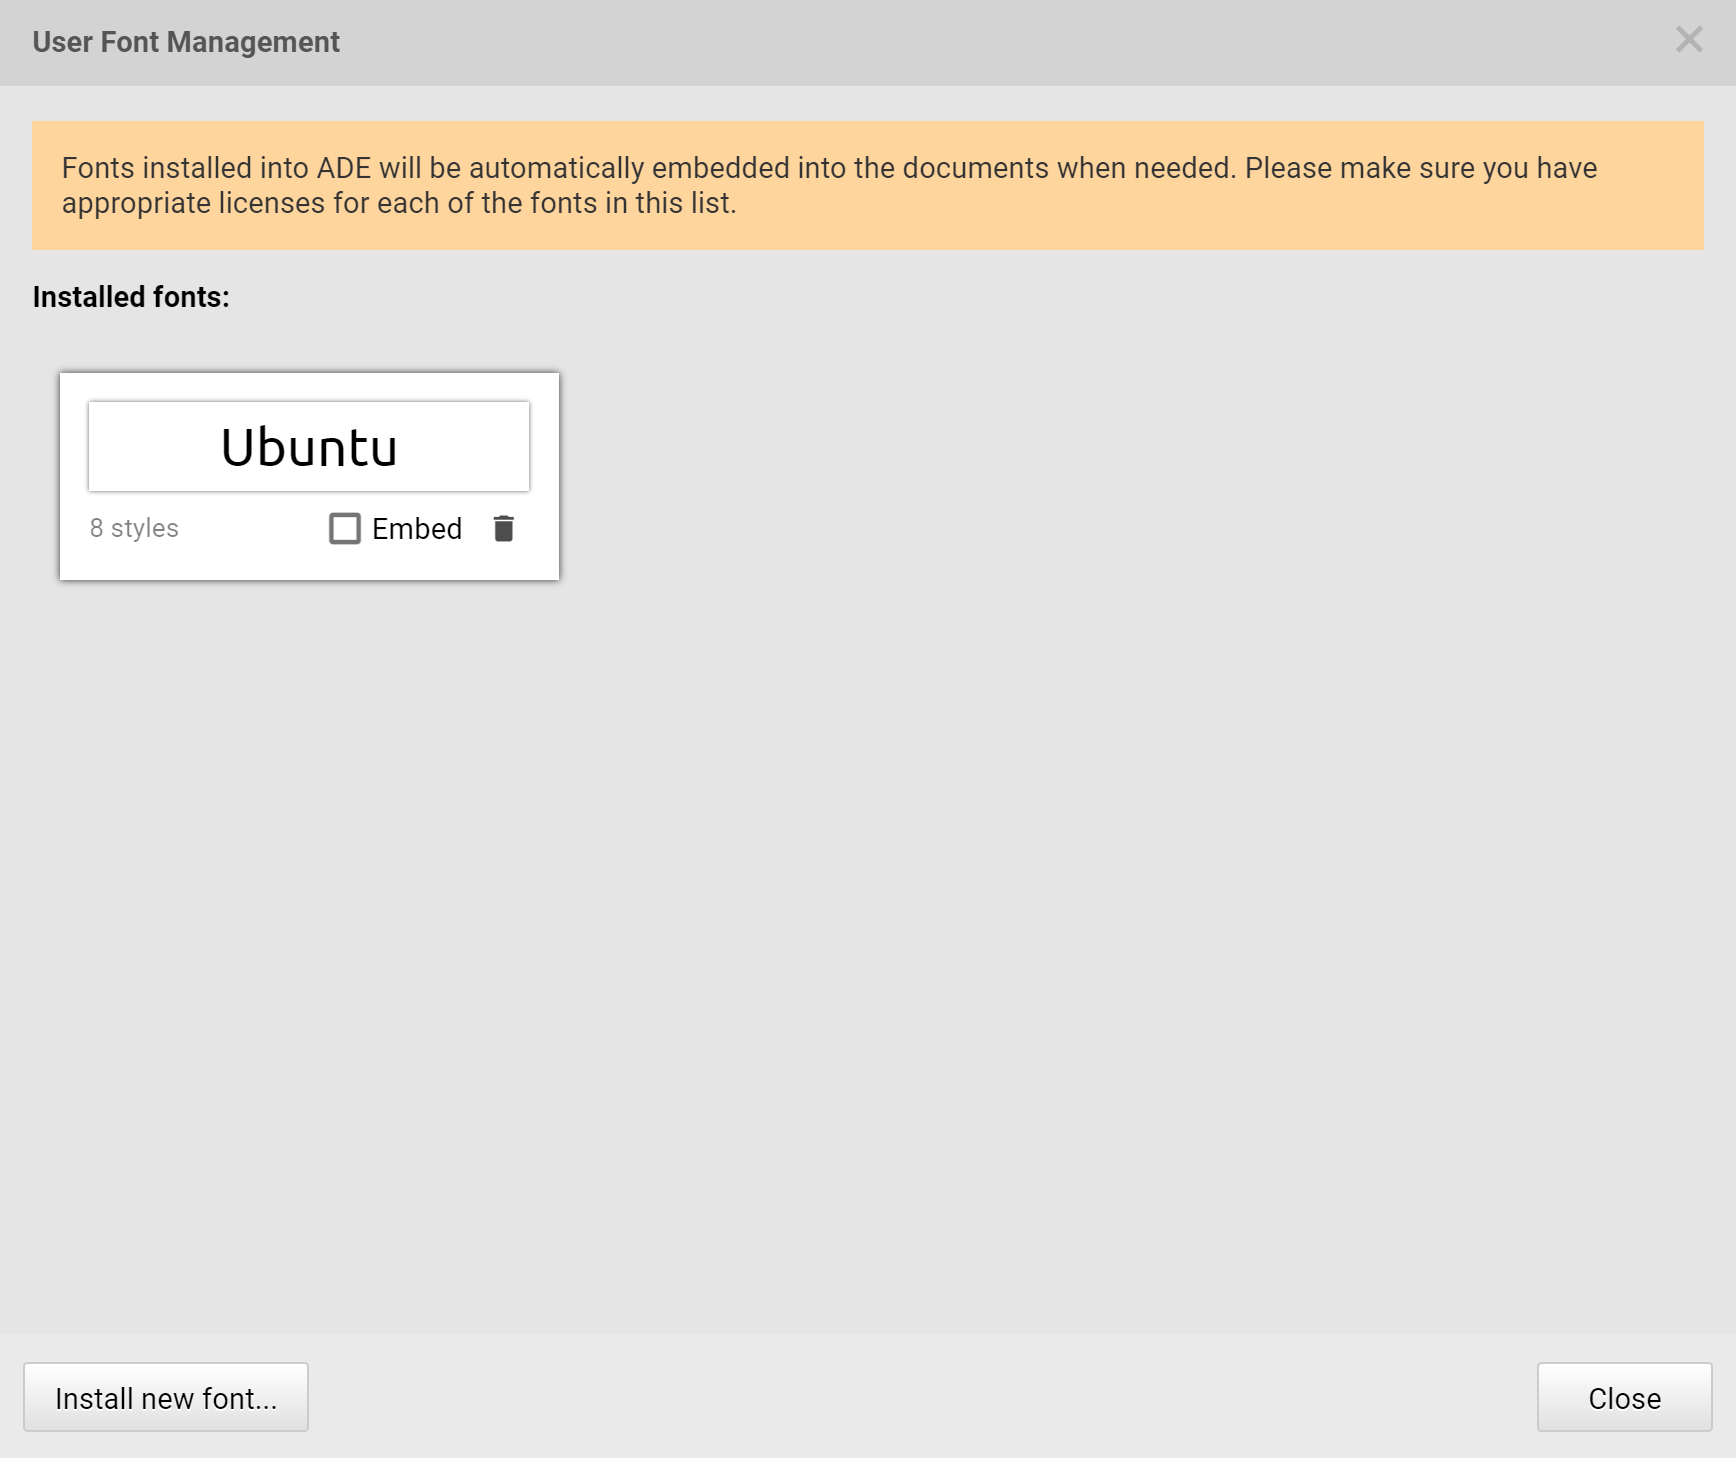 User Font Management
Fonts installed into ADE will be automatically embedded into the documents when needed. Please make sure you have
appropriate licenses for each of the fonts in this list.
Installed fonts:
Ubuntu
8 styles Embed
Install new font... Close